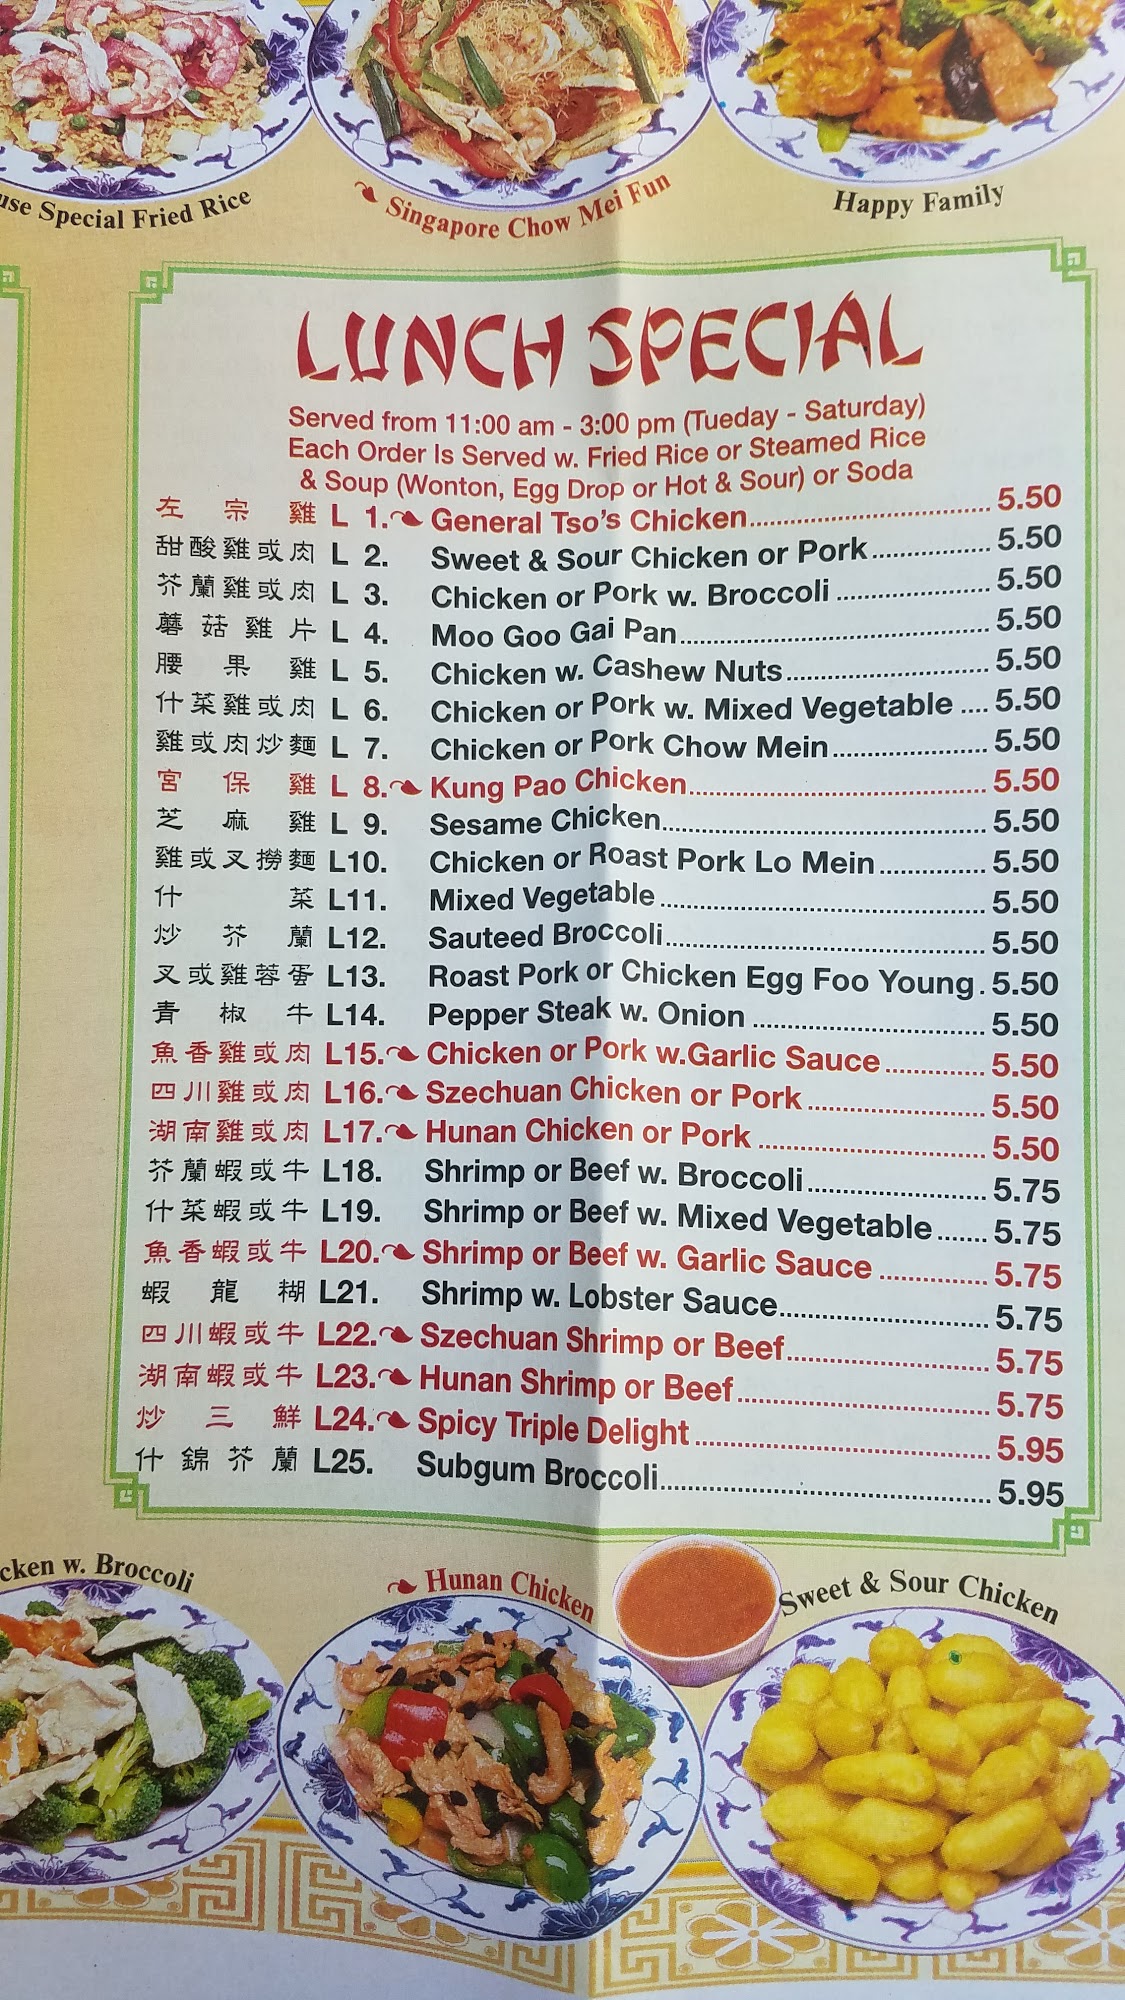 use Special Fried Rice
Singapore Chow Mei Fun
Happy Family
LUNCH SPECIAL
Served from 11:00 am - 3:00 pm (Tueday - Saturday)
Each Order Is Served w. Fried Rice or Steamed Rice
& Soup (Wonton, Egg Drop or Hot & Sour) or Soda
左宗雞 L 1. General Tso's Chicken 5.50
甜酸雞或肉 L 2. Sweet & Sour Chicken or Pork 5.50
芥蘭雞或肉 L 3. Chicken or Pork w. Broccoli 5.50
蘑菇雞片 L 4. Moo Goo Gai Pan 5.50
腰果雞 L 5. Chicken w. Cashew Nuts 5.50
什菜雞或肉 L 6. Chicken or Pork w. Mixed Vegetable 5.50
雞或肉炒麵 L 7. Chicken or Pork Chow Mein 5.50
宮保雞 L 8. Kung Pao Chicken 5.50
芝麻雞 L 9. Sesame Chicken 5.50
雞或叉撈麵 L10. Chicken or Roast Pork Lo Mein 5.50
什菜 L11. Mixed Vegetable 5.50
炒芥蘭 L12. Sauteed Broccoli 5.50
叉或雞蓉蛋 L13. Roast Pork or Chicken Egg Foo Young 5.50
青椒牛 L14. Pepper Steak w. Onion 5.50
魚香雞或肉 L15. Chicken or Pork w.Garlic Sauce 5.50
四川雞或肉 L16. Szechuan Chicken or Pork 5.50
湖南雞或肉 L17. Hunan Chicken or Pork 5.50
芥蘭蝦或牛 L18. Shrimp or Beef w. Broccoli 5.75
什菜蝦或牛 L19. Shrimp or Beef w. Mixed Vegetable 5.75
魚香蝦或牛 L20. Shrimp or Beef w. Garlic Sauce 5.75
蝦龍糊 L21. Shrimp w. Lobster Sauce 5.75
四川蝦或牛 L22. Szechuan Shrimp or Beef 5.75
湖南蝦或牛 L23. Hunan Shrimp or Beef 5.75
炒三鮮 L24. Spicy Triple Delight 5.95
什錦芥蘭 L25. Subgum Broccoli 5.95
cken w. Broccoli
Hunan Chicken
Sweet & Sour Chicken